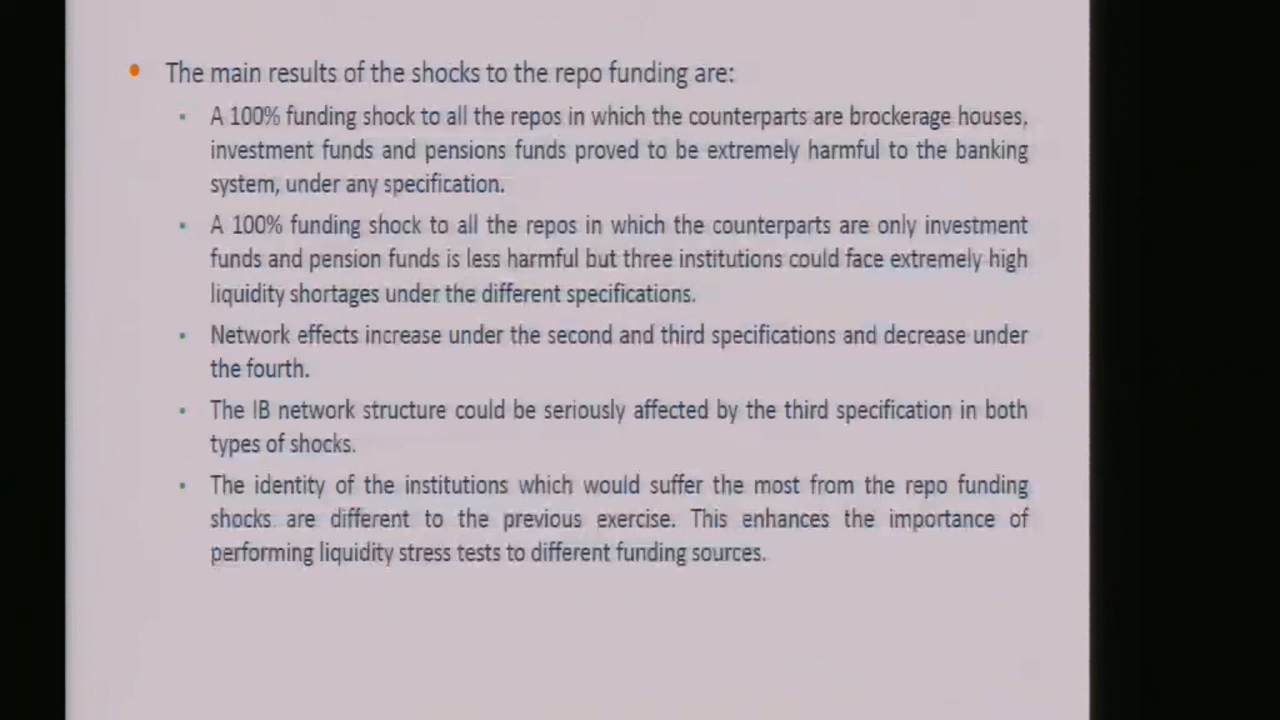 • The main results of the shocks to the repo funding are:
• A 100% funding shock to all the repos in which the counterparts are brockerage houses,
investment funds and pensions funds proved to be extremely harmful to the banking
system, under any specification.
• A 100% funding shock to all the repos in which the counterparts are only investment
funds and pension funds is less harmful but three institutions could face extremely high
liquidity shortages under the different specifications.
• Network effects increase under the second and third specifications and decrease under
the fourth.
• The IB network structure could be seriously affected by the third specification in both
types of shocks.
• The identity of the institutions which would suffer the most from the repo funding
shocks are different to the previous exercise. This enhances the importance of
performing liquidity stress tests to different funding sources.